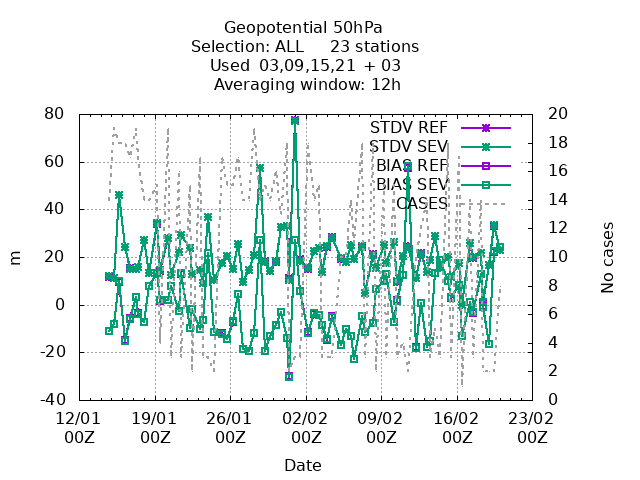 Geopotential 50hPa
Selection: ALL 23 stations
Used 03,09,15,21 + 03
Averaging window: 12h
80 20
STDV REF
18
STDV SEV
60 16
BIAS REF
BIAS SEV
14
CASES
40
12
20 10
8
0
6
4
-20
2
-40 0
12/01 19/01 26/01 02/02 09/02 16/02 23/02
00Z 00Z 00Z 00Z 00Z 00Z 00Z
m
No cases
Date